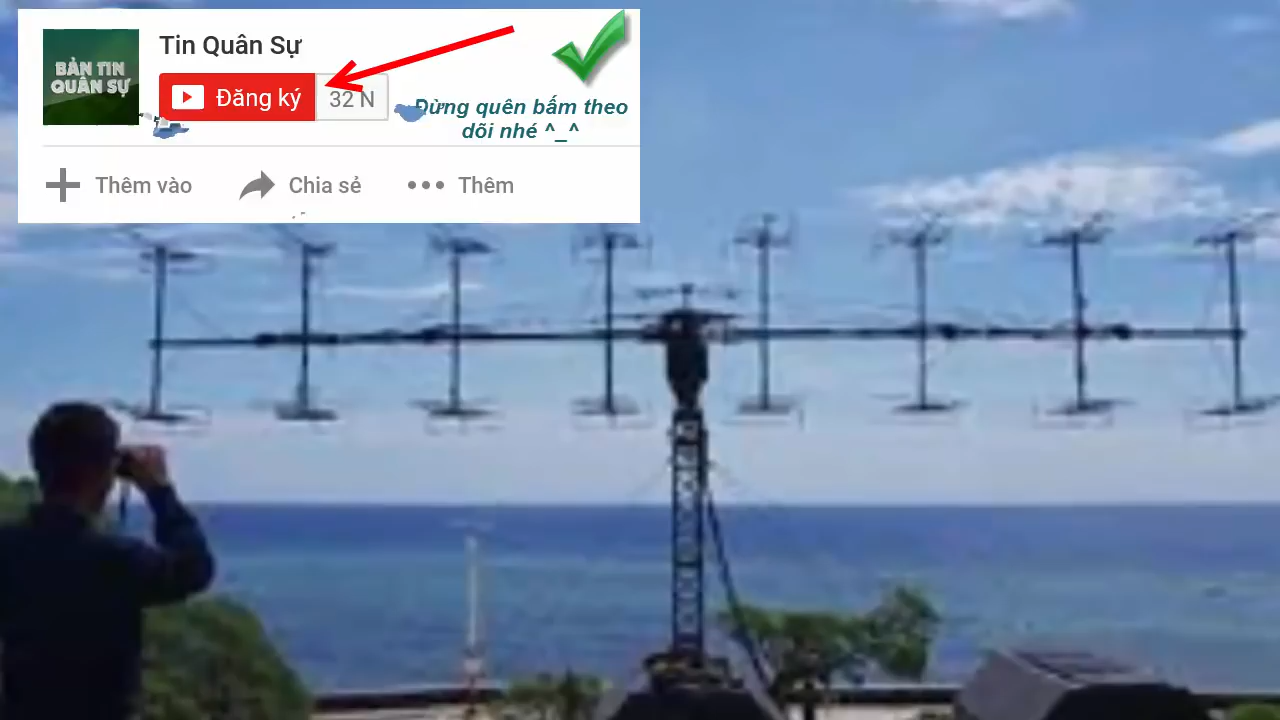 Tin Quân Sự
BẢN TIN
QUÂN SỰ
Đăng ký
32 N
Đừng quên bấm theo
dõi nhé ^_^
Thêm vào
Chia sẻ
Thêm